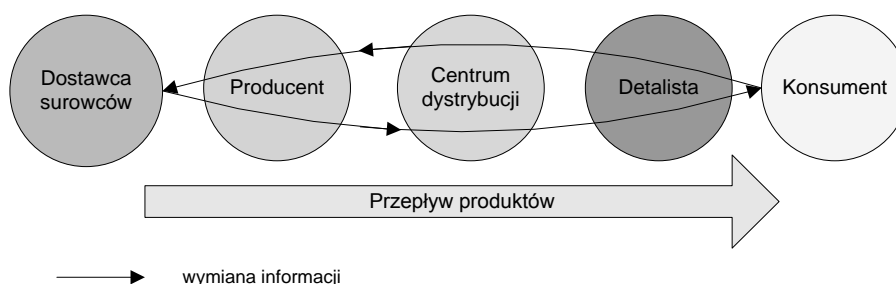 Dostawca
surowców
Producent
Centrum
dystrybucji
Detalista
Konsument
Przepływ produktów
wymiana informacji